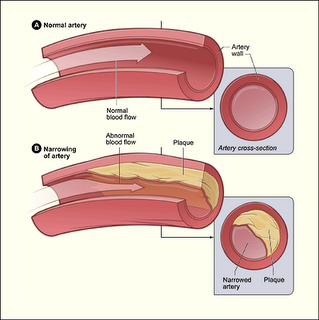 A Normal artery
Artery
wall
Normal
blood flow
Artery cross-section
B Narrowing
of artery
Abnormal
blood flow
Plaque
Narrowed
artery
Plaque